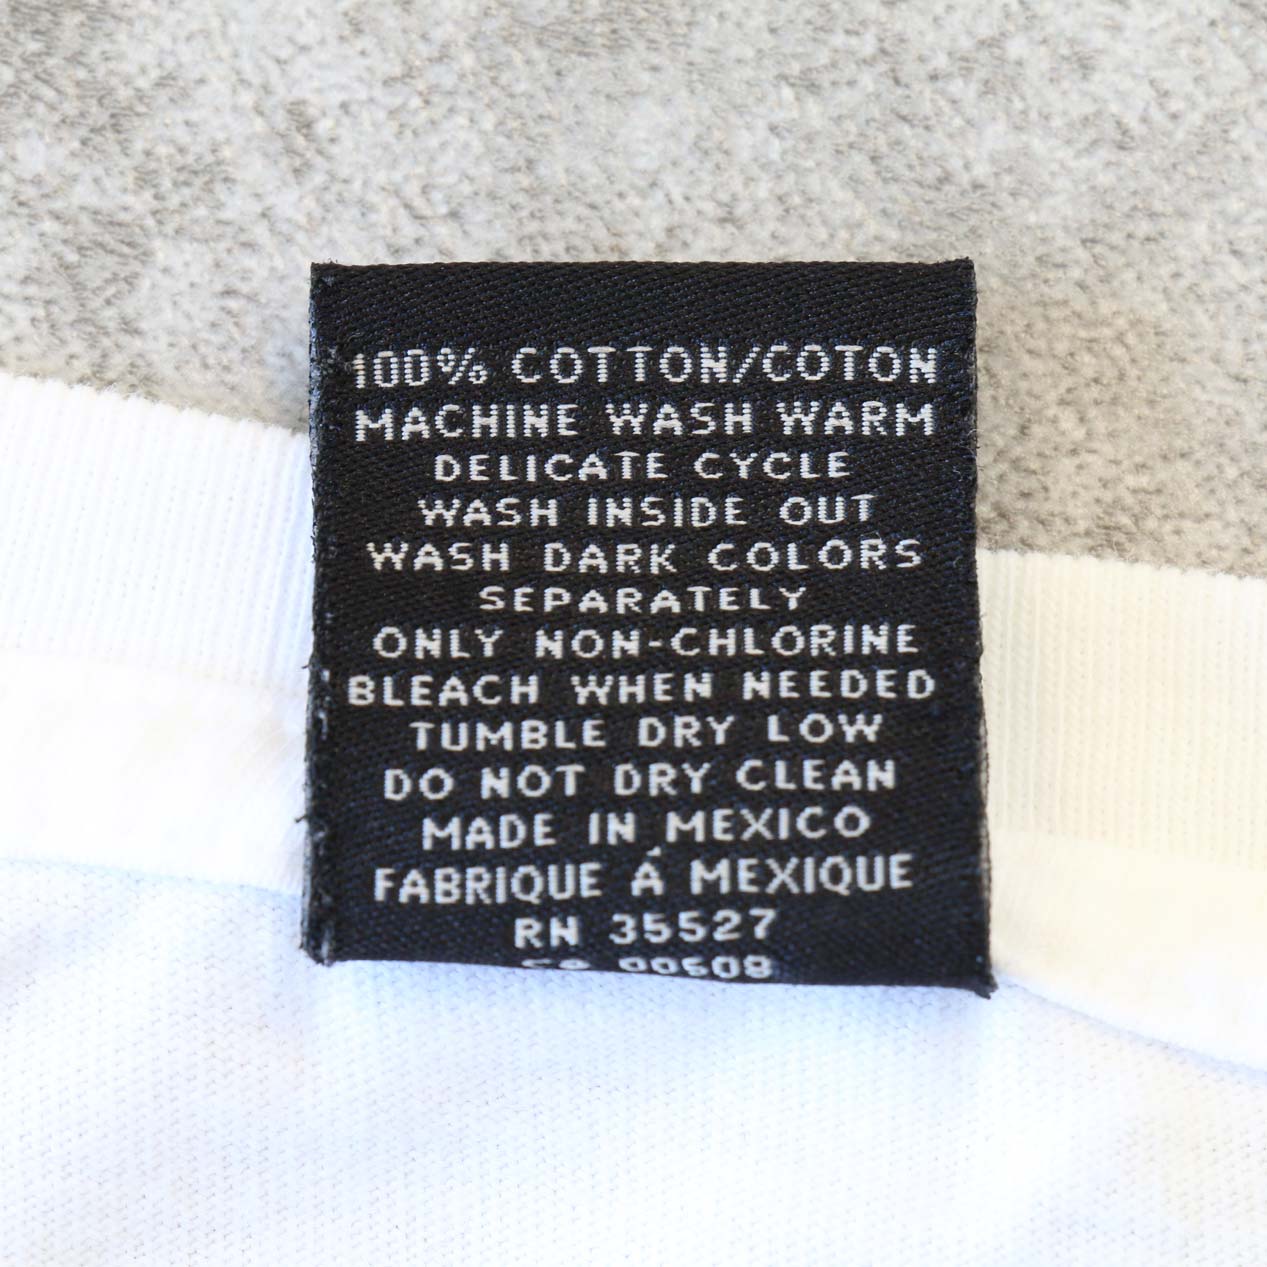 100% COTTON/COTON
MACHINE WASH WARM
DELICATE CYCLE
WASH INSIDE OUT
WASH DARK COLORS
SEPARATELY
ONLY NON-CHLORINE
BLEACH WHEN NEEDED
TUMBLE DRY LOW
DO NOT DRY CLEAN
MADE IN MEXICO
FABRIQUÉ Á MEXIQUE
RN 35527